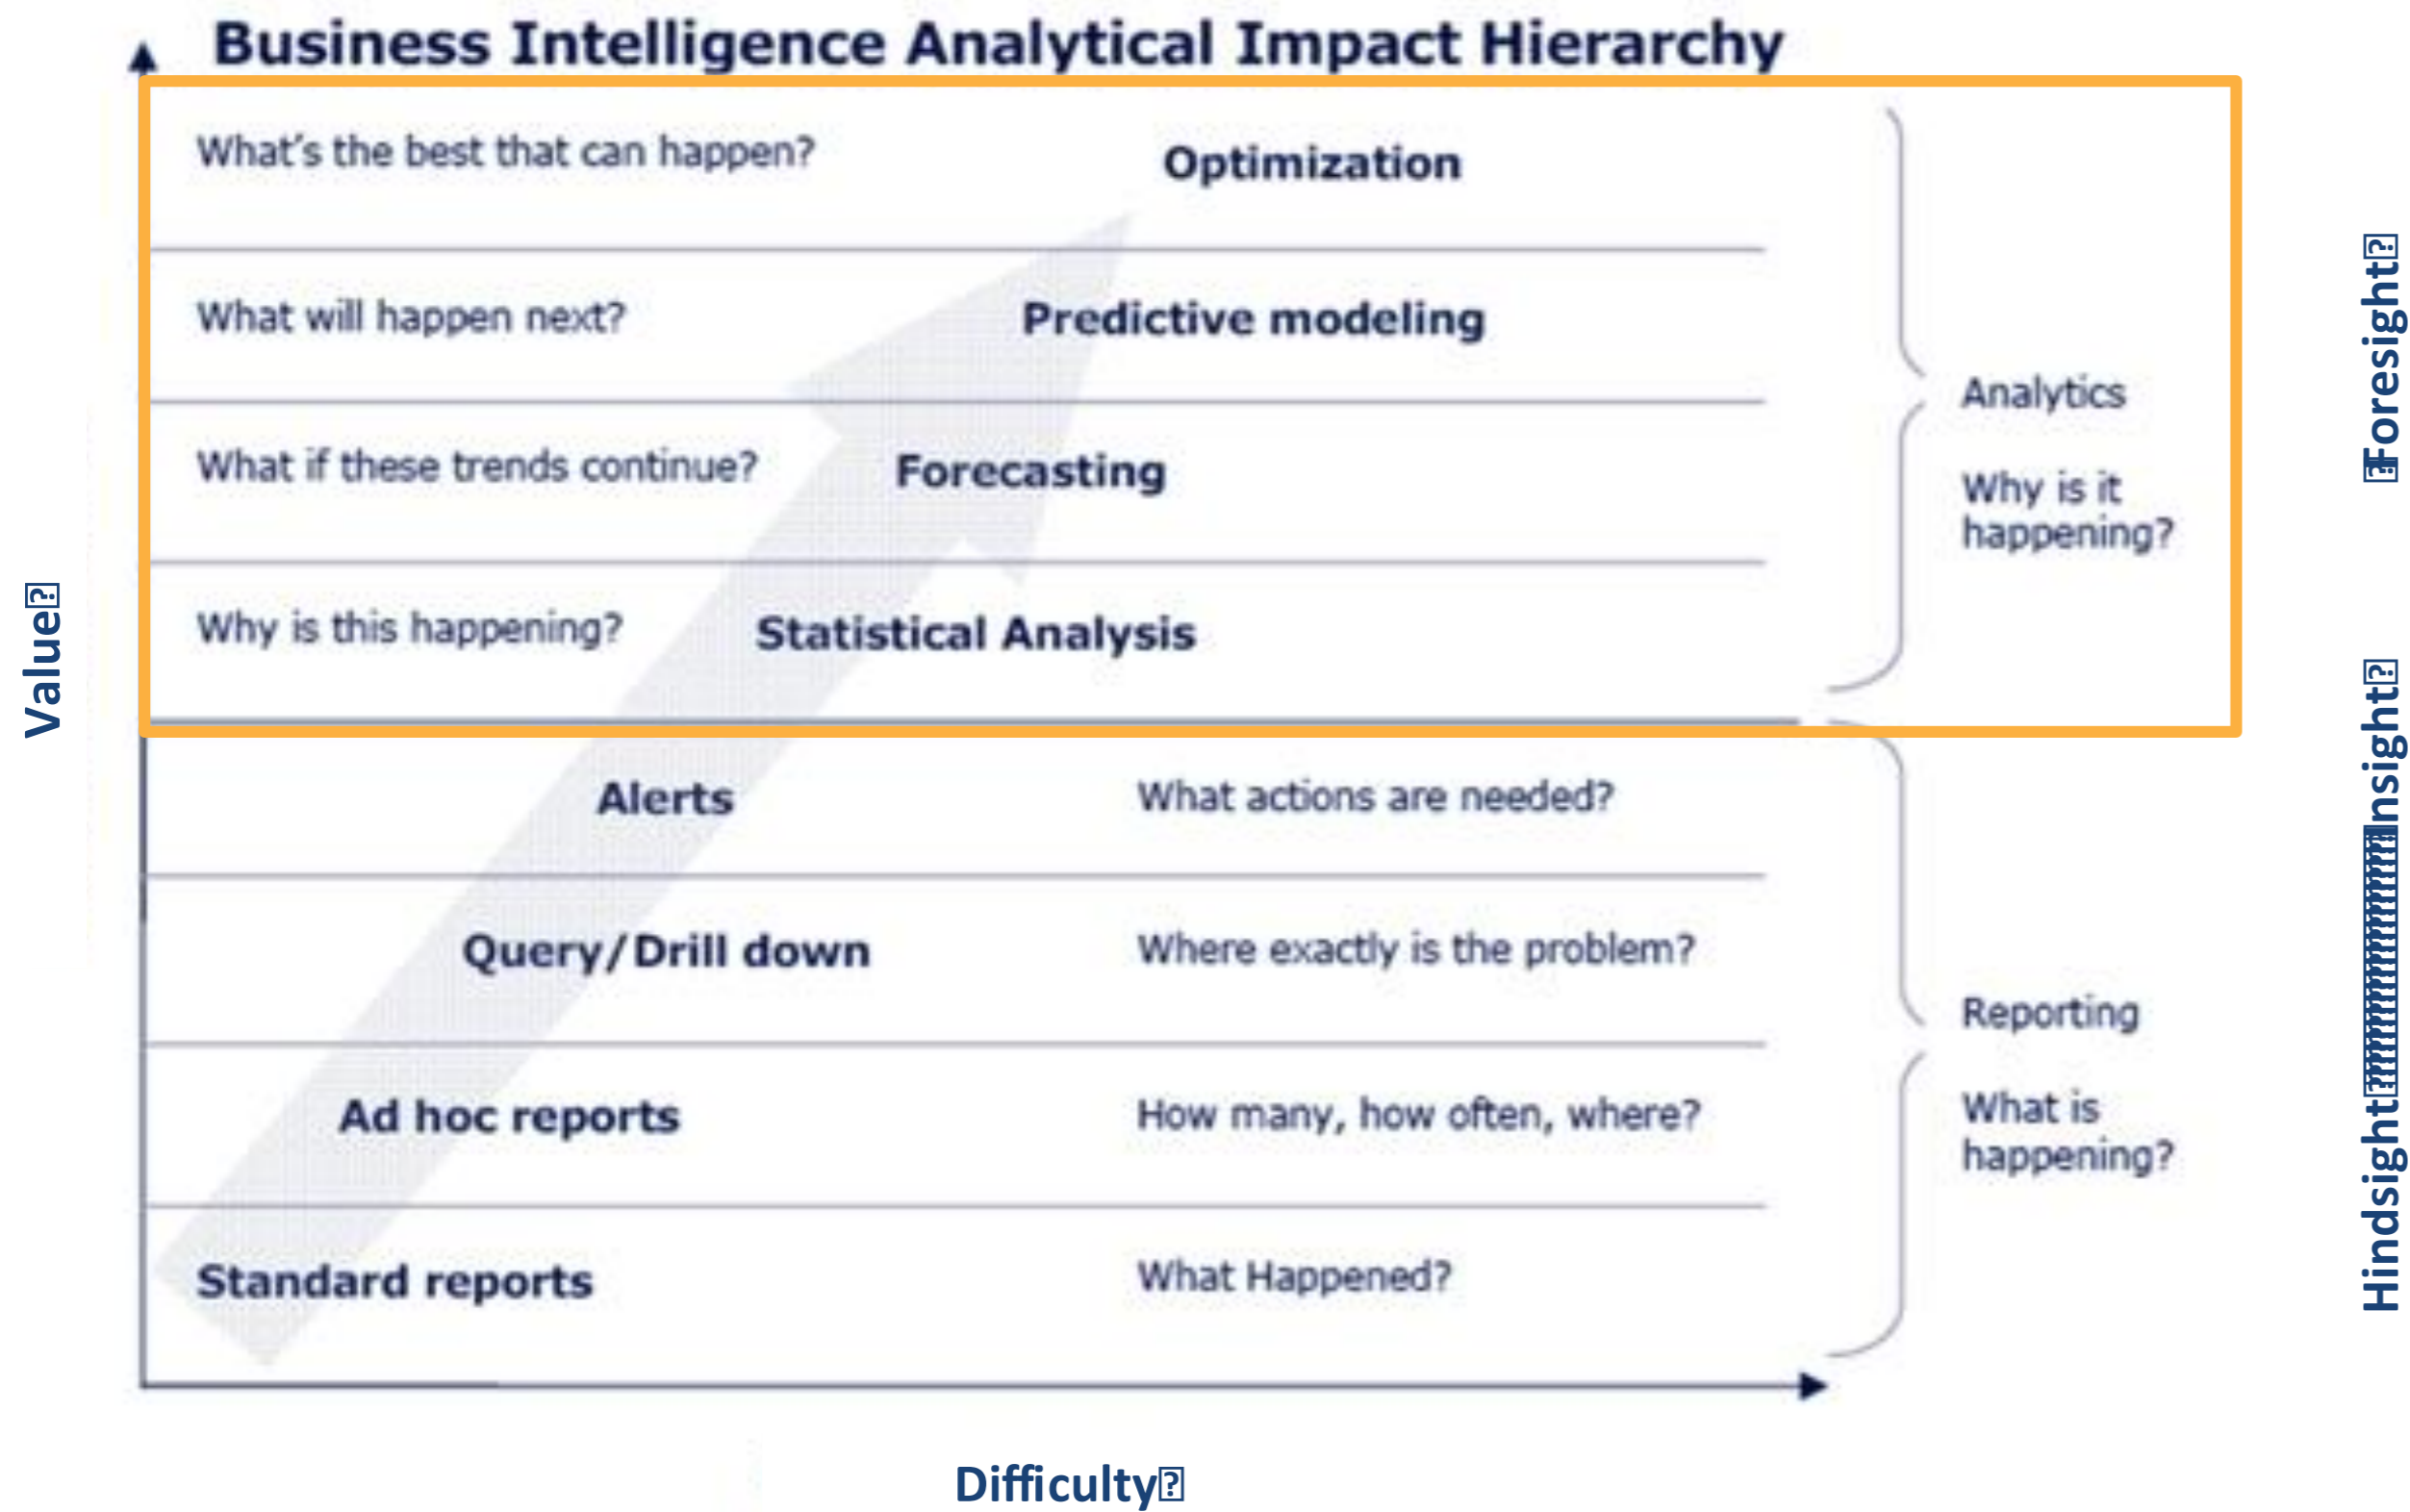 Business Intelligence Analytical Impact Hierarchy
What's the best that can happen?
Optimization
What will happen next?
Predictive modeling
What if these trends continue?
Forecasting
Why is this happening?
Statistical Analysis
Analytics
Why is it
happening?
Alerts
What actions are needed?
Query/Drill down
Where exactly is the problem?
Ad hoc reports
How many, how often, where?
Standard reports
What Happened?
Reporting
What is
happening?
Value
Difficulty
Hindsight Insight Foresight